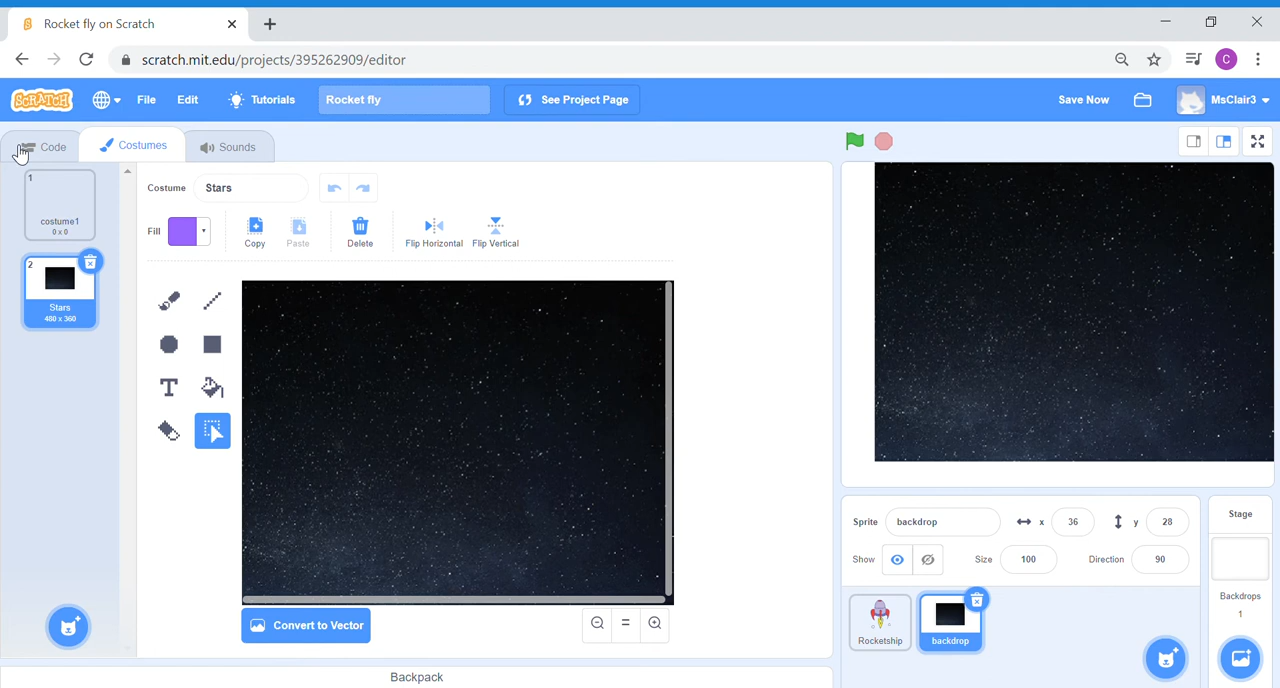 Rocket fly on Scratch
scratch.mit.edu/projects/395262909/editor
C
SCRATCH File Edit Tutorials Rocket fly See Project Page Save Now MsClair3
Code Costumes Sounds
1
costume1
0 x 0
2
Stars
480 x 360
Costume Stars
Fill Copy Paste Delete Flip Horizontal Flip Vertical
T
Convert to Vector
Backpack
Sprite backdrop x 36 y 28
Show Size 100 Direction 90
Rocketship
backdrop
Stage
Backdrops
1